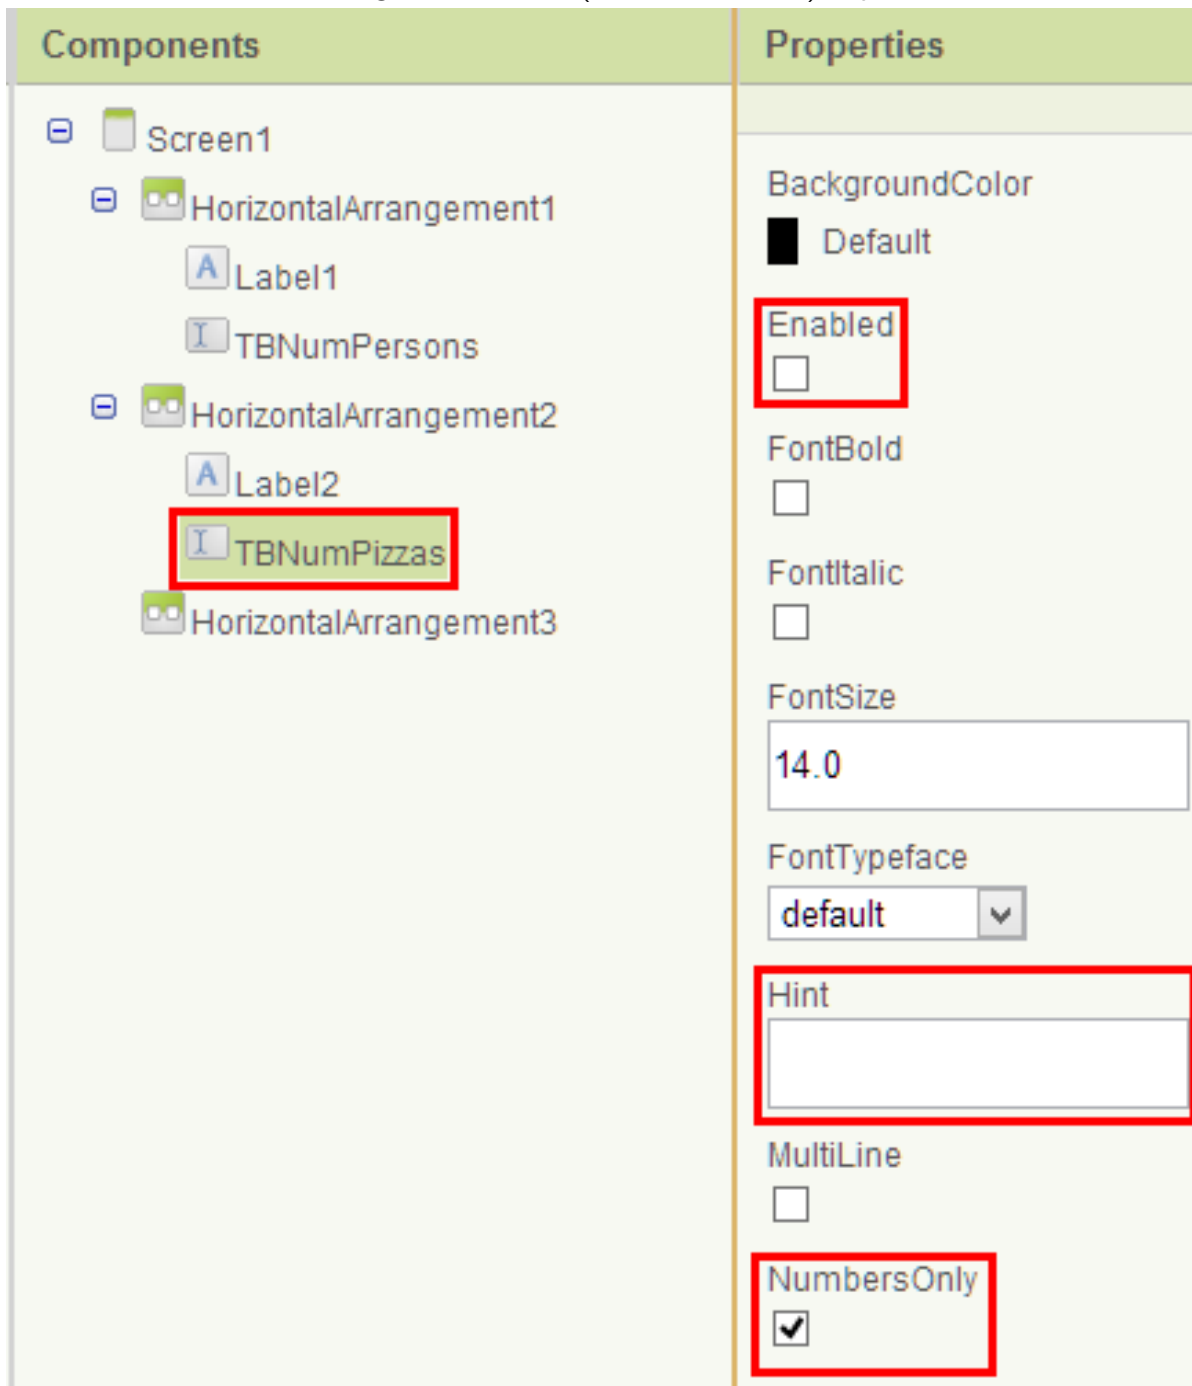 Components
Screen1
HorizontalArrangement1
Label1
TBNumPersons
HorizontalArrangement2
Label2
TBNumPizzas
HorizontalArrangement3
Properties
BackgroundColor
Default
Enabled
FontBold
FontItalic
FontSize
14.0
FontTypeface
default
Hint
MultiLine
NumbersOnly